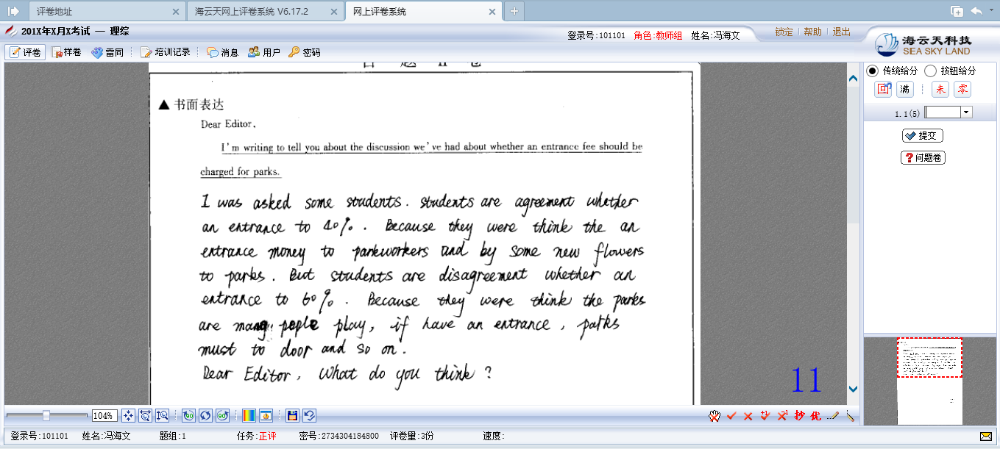 评卷地址
海云天网上评卷系统 V6.17.2
网上评卷系统
201X年X月X考试 — 理综
登录号:101101 角色:教师组 姓名:冯海文
锁定 帮助 退出
海云天科技
SEA SKY LAND
评卷 样卷 雷同 培训记录 消息 用户 密码
传统给分 按钮给分
回 满 未 零
1.1(5)
提交
?问题卷
▲ 书面表达
Dear Editor,
I'm writing to tell you about the discussion we've had about whether an entrance fee should be
charged for parks.
I was asked some students. students are agreement whether
an entrance to 40%. Because they were think the an
entrance money to parkworkers and by some new flowers
to parks. But students are disagreement whether an
entrance to 60%. Because they were think the parks
are many people play, if have an entrance, parks
must to door and so on.
Dear Editor, What do you think?
11
104%
90 90
抄 优
登录号:101101 姓名:冯海文 题组:1 任务:正评 密号:2734304184800 评卷量:3份 速度: